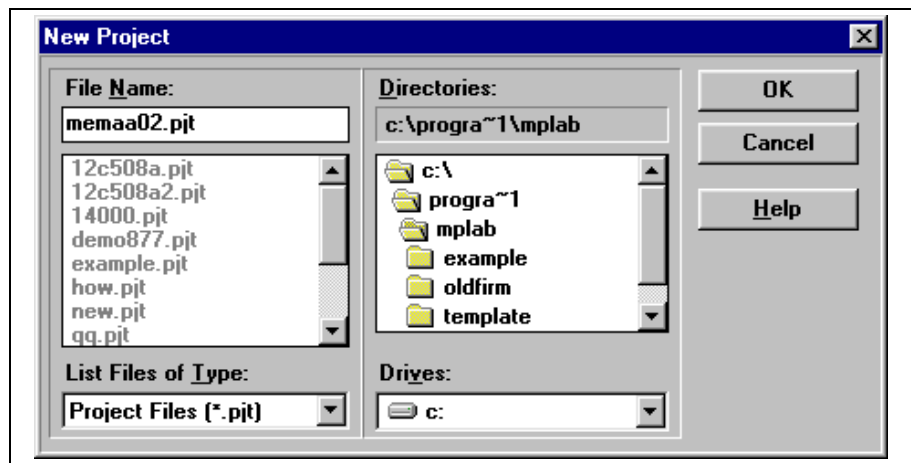 New Project
File Name:
memaa02.pjt
12c508a.pjt
12c508a2.pjt
14000.pjt
demo877.pjt
example.pjt
how.pjt
new.pjt
qq.pjt
List Files of Type:
Project Files (*.pjt)
Directories:
c:\progra~1\mplab
c:\
progra~1
mplab
example
oldfirm
template
Drives:
c:
OK
Cancel
Help